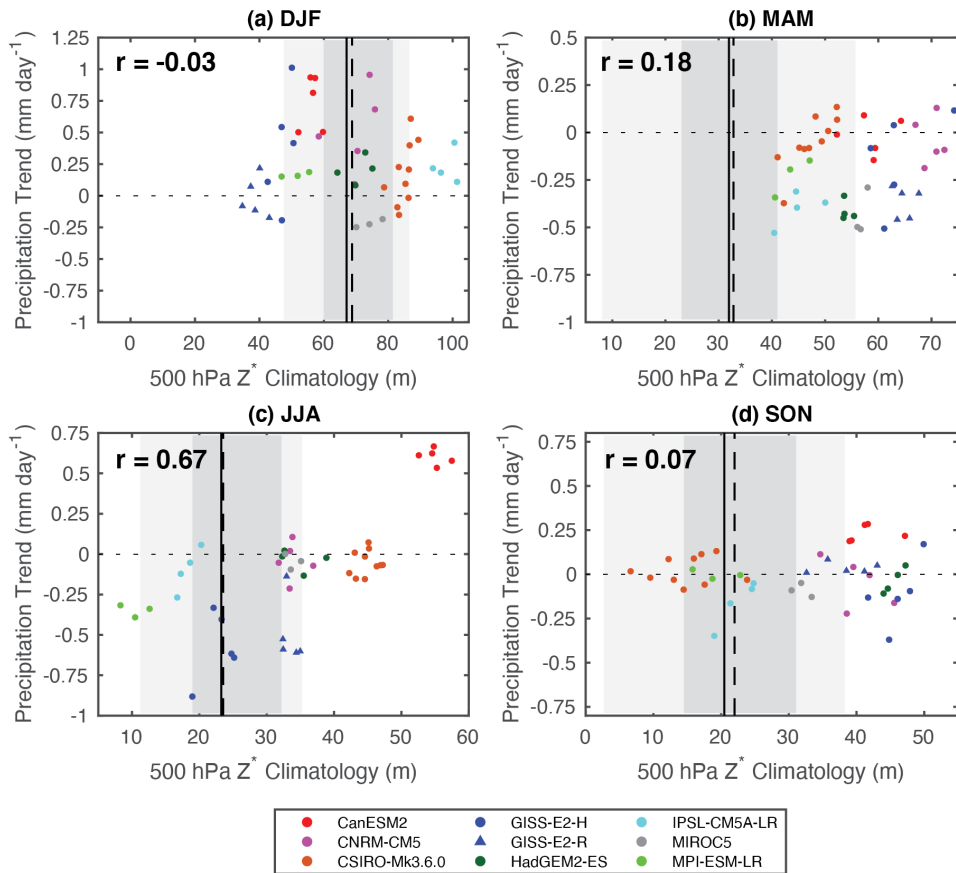 (a) DJF
r = -0.03
Precipitation Trend (mm day⁻¹)
1.25
1
0.75
0.5
0.25
0
-0.25
-0.5
-0.75
-1
0 20 40 60 80 100
500 hPa Z* Climatology (m)
(b) MAM
r = 0.18
Precipitation Trend (mm day⁻¹)
0.5
0.25
0
-0.25
-0.5
-0.75
-1
10 20 30 40 50 60 70
500 hPa Z* Climatology (m)
(c) JJA
r = 0.67
Precipitation Trend (mm day⁻¹)
0.75
0.5
0.25
0
-0.25
-0.5
-0.75
-1
10 20 30 40 50 60
500 hPa Z* Climatology (m)
(d) SON
r = 0.07
Precipitation Trend (mm day⁻¹)
0.75
0.5
0.25
0
-0.25
-0.5
-0.75
0 10 20 30 40 50
500 hPa Z* Climatology (m)
CanESM2 GISS-E2-H IPSL-CM5A-LR
CNRM-CM5 GISS-E2-R MIROC5
CSIRO-Mk3.6.0 HadGEM2-ES MPI-ESM-LR